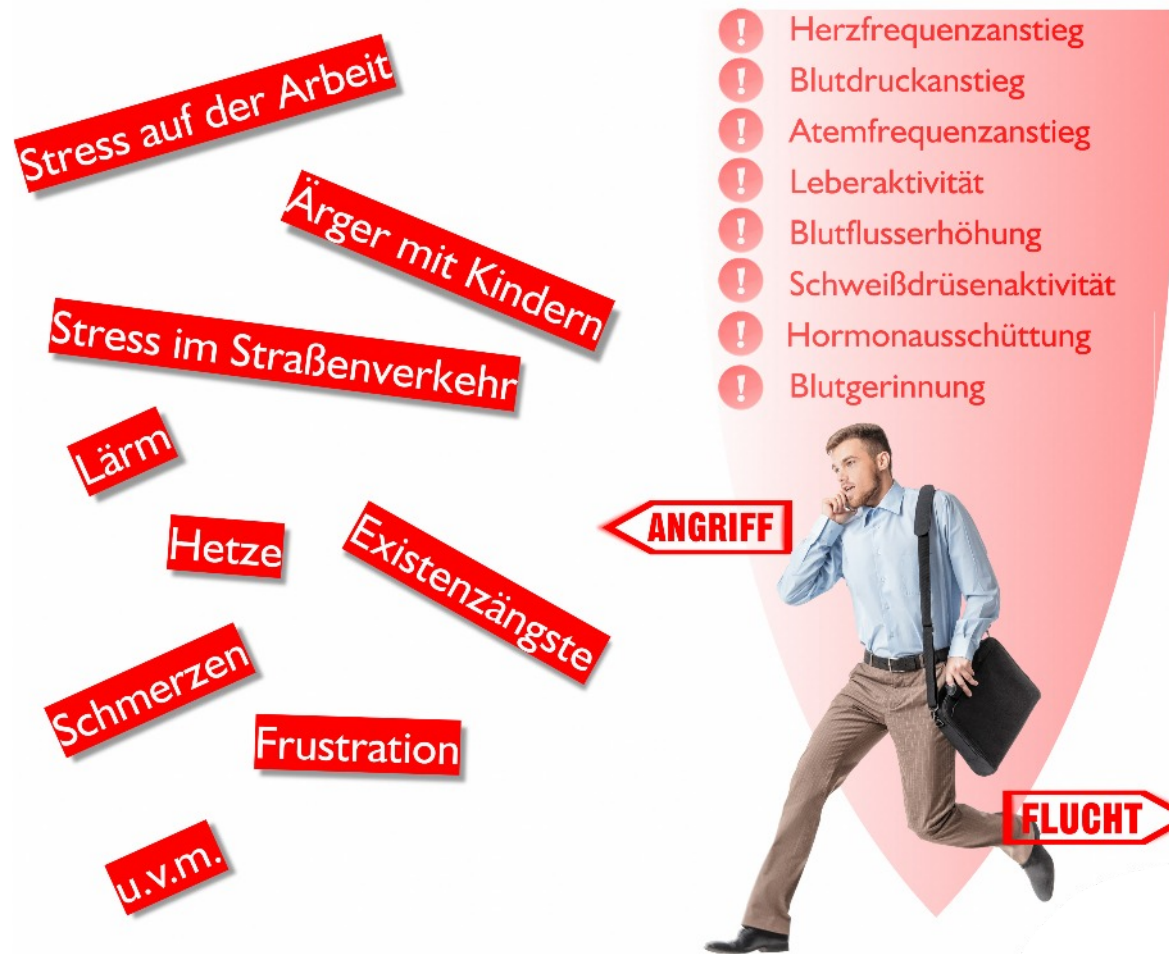 Stress auf der Arbeit
Ärger mit Kindern
Stress im Straßenverkehr
Lärm
Hetze
Existenzängste
Schmerzen
Frustration
u.v.m.
! Herzfrequenzanstieg
! Blutdruckanstieg
! Atemfrequenzanstieg
! Leberaktivität
! Blutflusserhöhung
! Schweißdrüsenaktivität
! Hormonausschüttung
! Blutgerinnung
ANGRIFF
FLUCHT